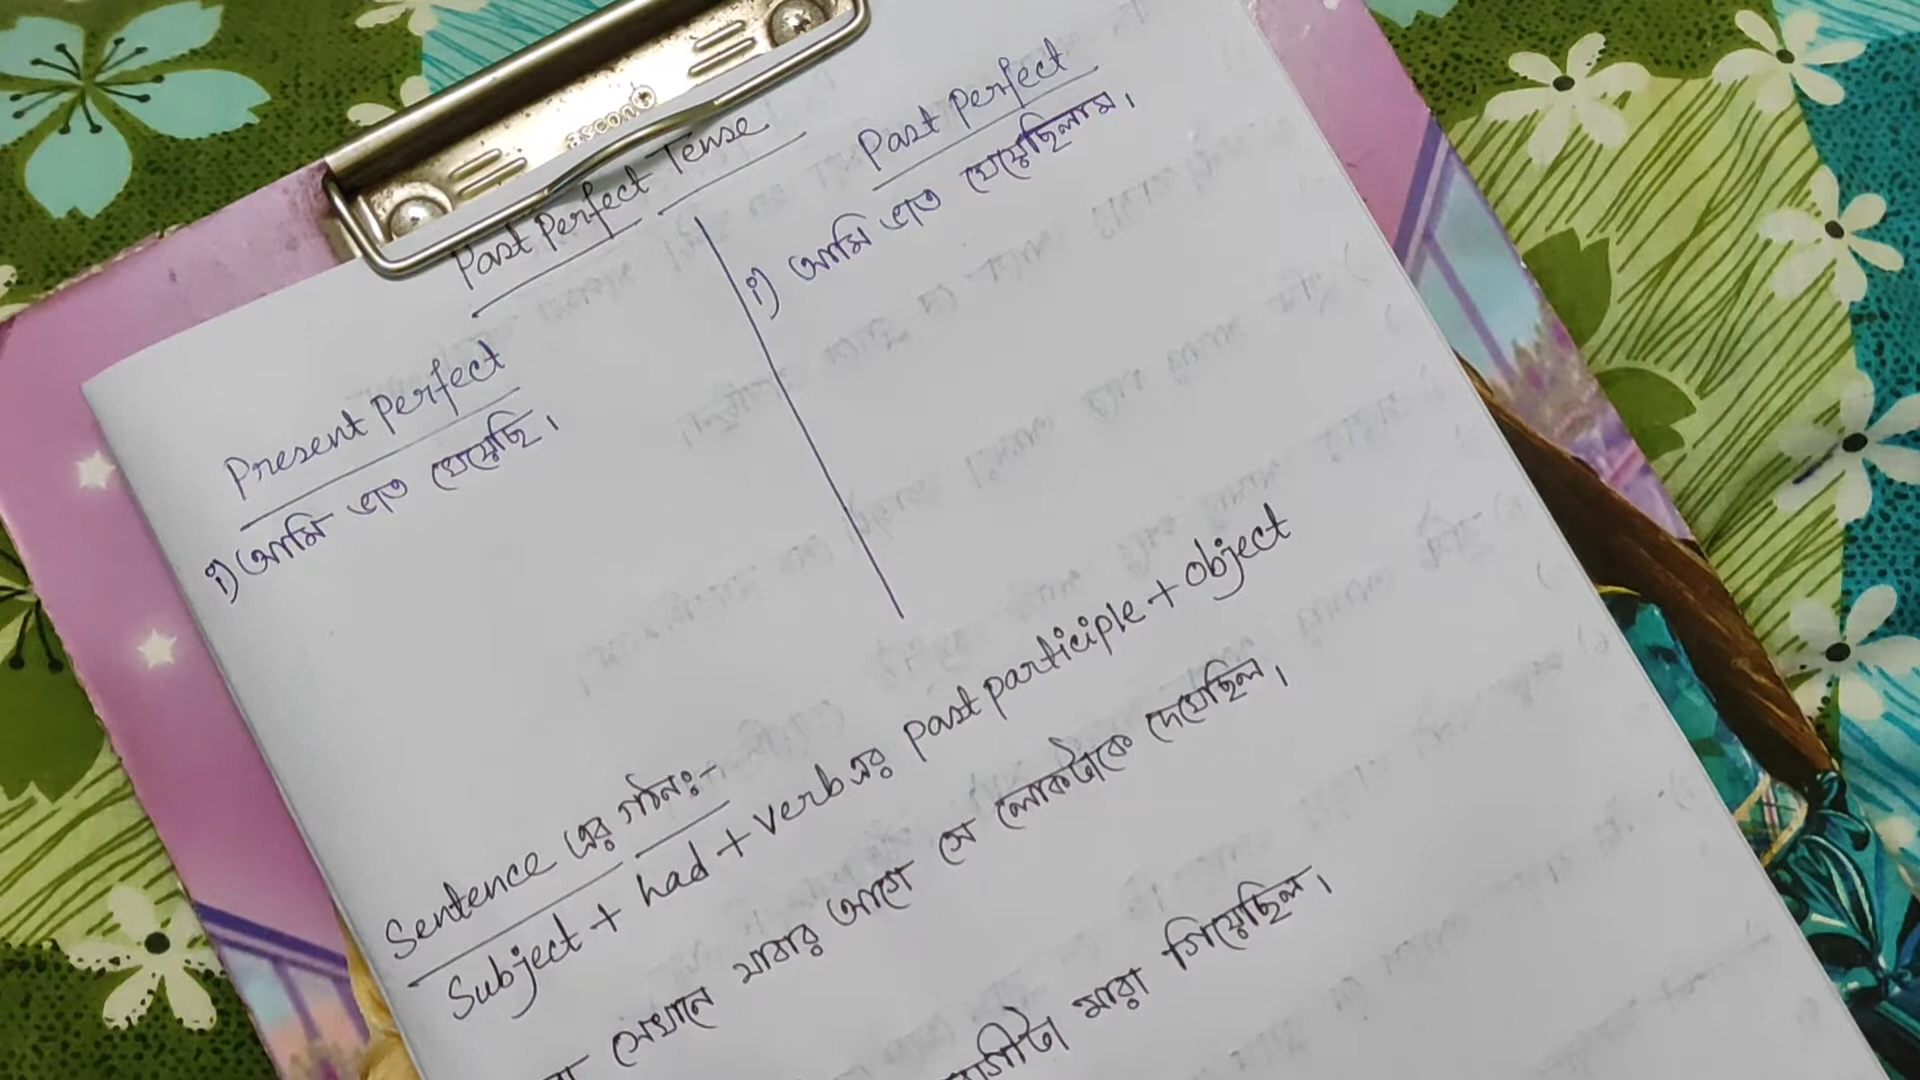 Past Perfect Tense
Present Perfect
i) আমি ভাত খেয়েছি।
Past Perfect
i) আমি ভাত খেয়েছিলাম।
Sentence এর গঠনঃ-
Subject + had + verb এর past participle + object
সেখানে যাবার আগে সে লোকটাকে দেখেছিল।
মারা গিয়েছিল।